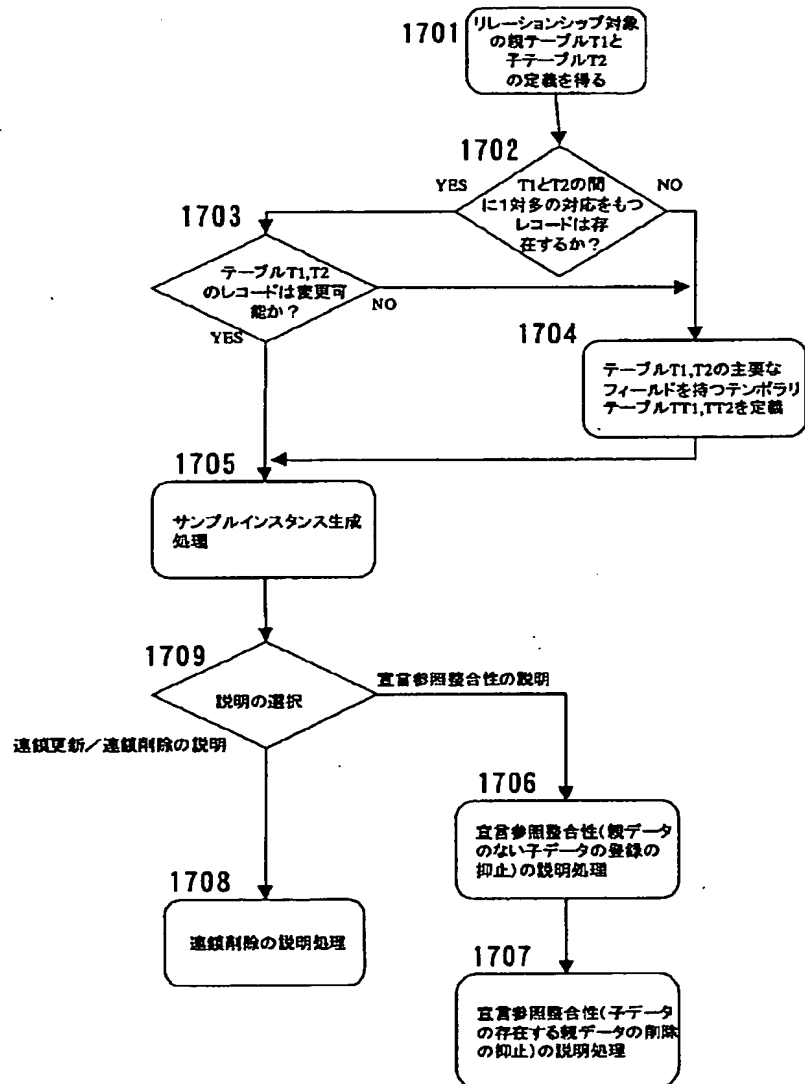 1701
リレーションシップ対象
の親テーブルT1と
子テーブルT2
の定義を得る
1702
YES
T1とT2の間
に1対多の対応をもつ
レコードは存
在するか？
NO
1703
テーブルT1,T2
のレコードは変更可
能か？
NO
YES
1704
テーブルT1,T2の主要な
フィールドを持つテンポラリ
テーブルTT1,TT2を定義
1705
サンプルインスタンス生成
処理
1709
説明の選択
宣言参照整合性の説明
連鎖更新／連鎖削除の説明
1706
宣言参照整合性(親データ
のない子データの登録の
抑止)の説明処理
1708
連鎖削除の説明処理
1707
宣言参照整合性(子データ
の存在する親データの削除
の抑止)の説明処理